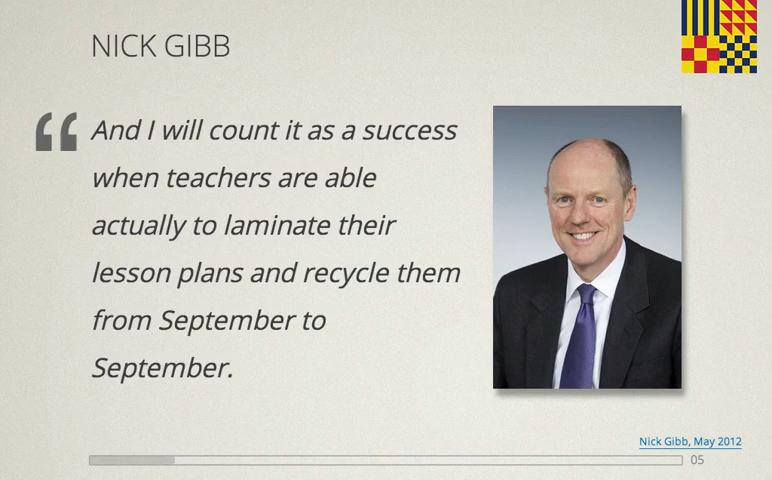 NICK GIBB
“ And I will count it as a success
when teachers are able
actually to laminate their
lesson plans and recycle them
from September to
September.
Nick Gibb, May 2012
05